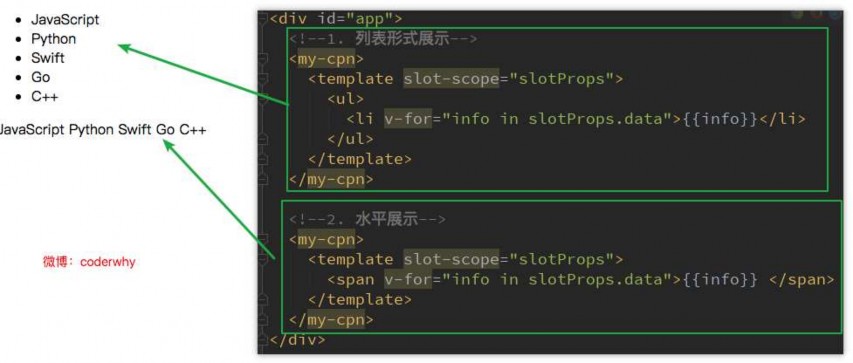 JavaScript
Python
Swift
Go
C++
JavaScript Python Swift Go C++
微博：coderwhy
<div id="app">
<!--1. 列表形式展示-->
<my-cpn>
<template slot-scope="slotProps">
<ul>
<li v-for="info in slotProps.data">{{info}}</li>
</ul>
</template>
</my-cpn>
<!--2. 水平展示-->
<my-cpn>
<template slot-scope="slotProps">
<span v-for="info in slotProps.data">{{info}} </span>
</template>
</my-cpn>
</div>